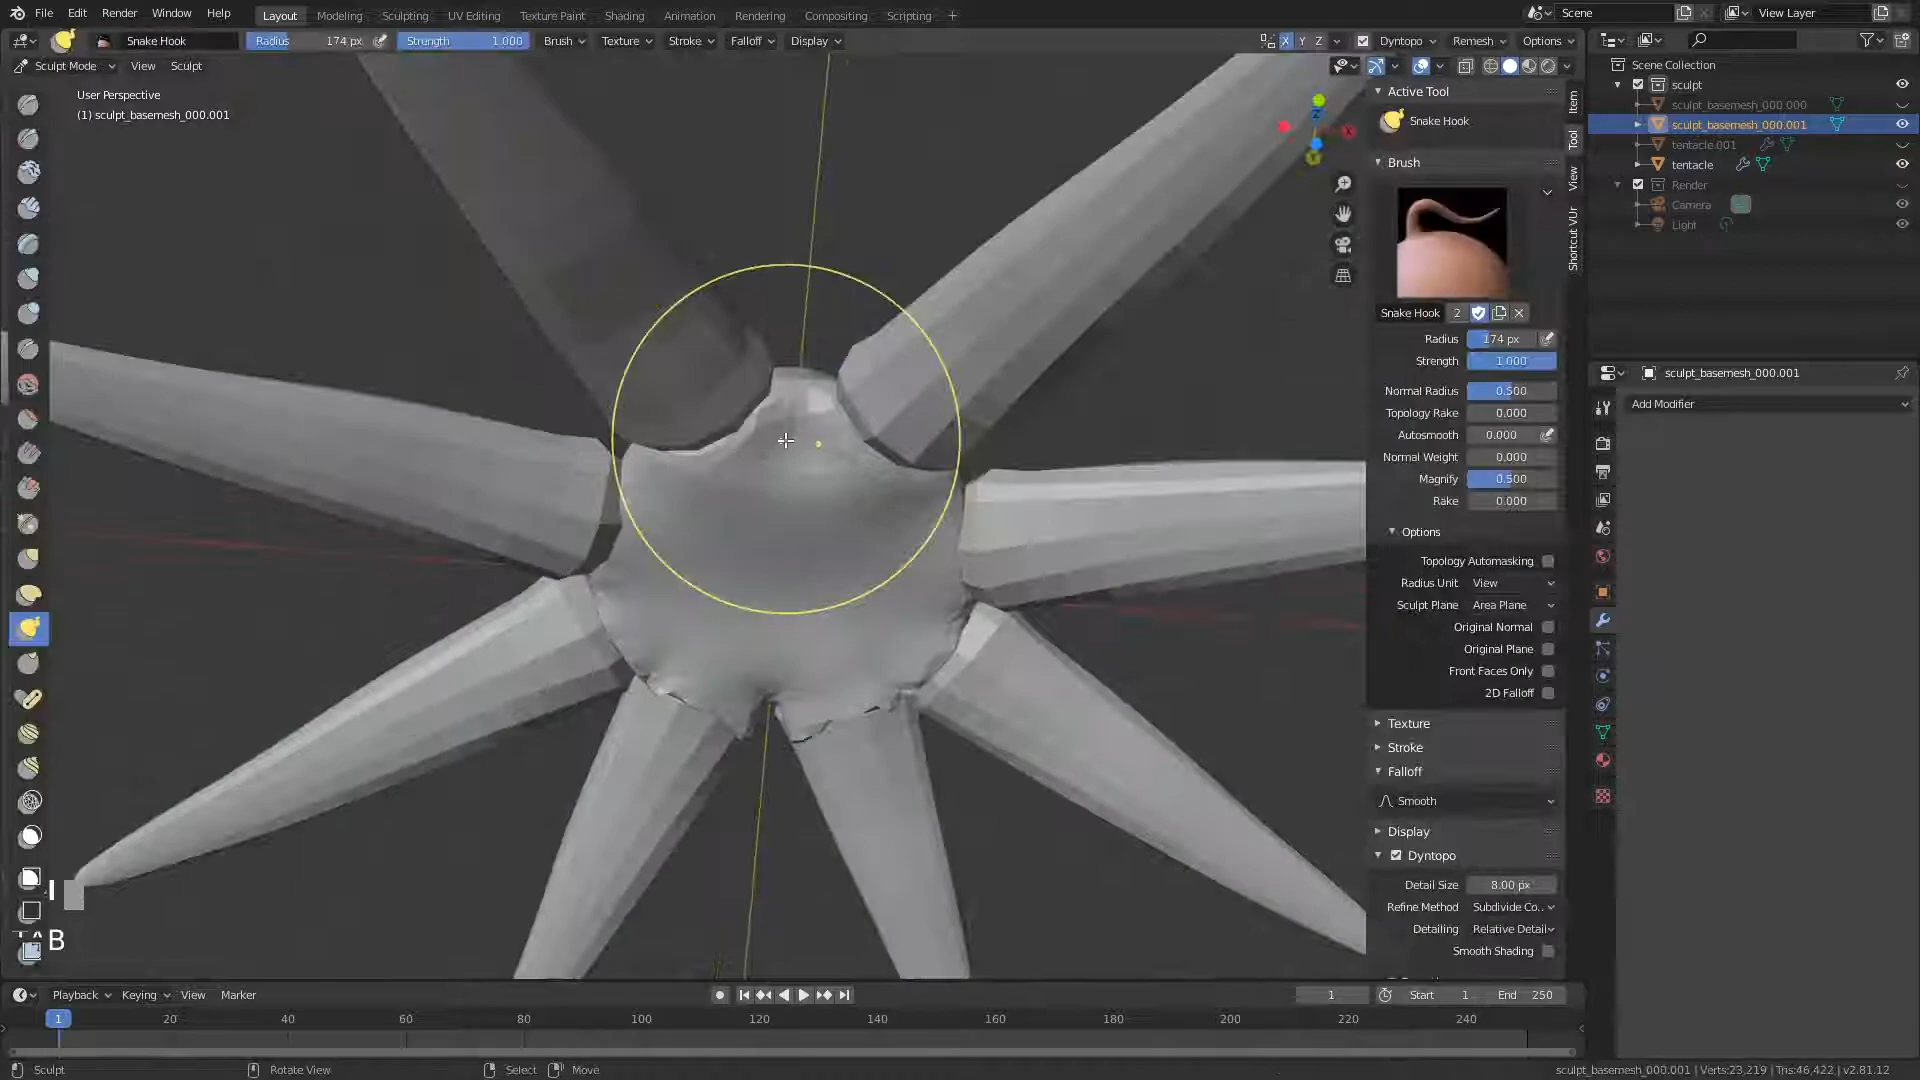 File Edit Render Window Help
Layout Modeling Sculpting UV Editing Texture Paint Shading Animation Rendering Compositing Scripting +
Scene
View Layer
Snake Hook
Radius 174 px
Strength 1.000
Brush Texture Stroke Falloff Display
X Y Z
Dyntopo Remesh Options
Sculpt Mode View Sculpt
User Perspective
(1) sculpt_basemesh_000.001
Active Tool
Snake Hook
Brush
Snake Hook 2
Radius 174 px
Strength 1.000
Normal Radius 0.500
Topology Rake 0.000
Autosmooth 0.000
Normal Weight 0.000
Magnify 0.500
Rake 0.000
Options
Topology Automasking
Radius Unit View
Sculpt Plane Area Plane
Original Normal
Original Plane
Front Faces Only
2D Falloff
Texture
Stroke
Falloff
Smooth
Display
Dyntopo
Detail Size 8.00 px
Refine Method Subdivide Co..
Detailing Relative Detail
Smooth Shading
Item
Tool
View
Shortcut VUr
Scene Collection
sculpt
sculpt_basemesh_000.000
sculpt_basemesh_000.001
tentacle.001
tentacle
Render
Camera
Light
sculpt_basemesh_000.001
Add Modifier
Playback Keying View Marker
1
Start 1 End 250
1 20 40 60 80 100 120 140 160 180 200 220 240
Sculpt
Rotate View
Select
Move
sculpt_basemesh_000.001 | Verts:23,219 | Tris:46,422 | v2.81.12